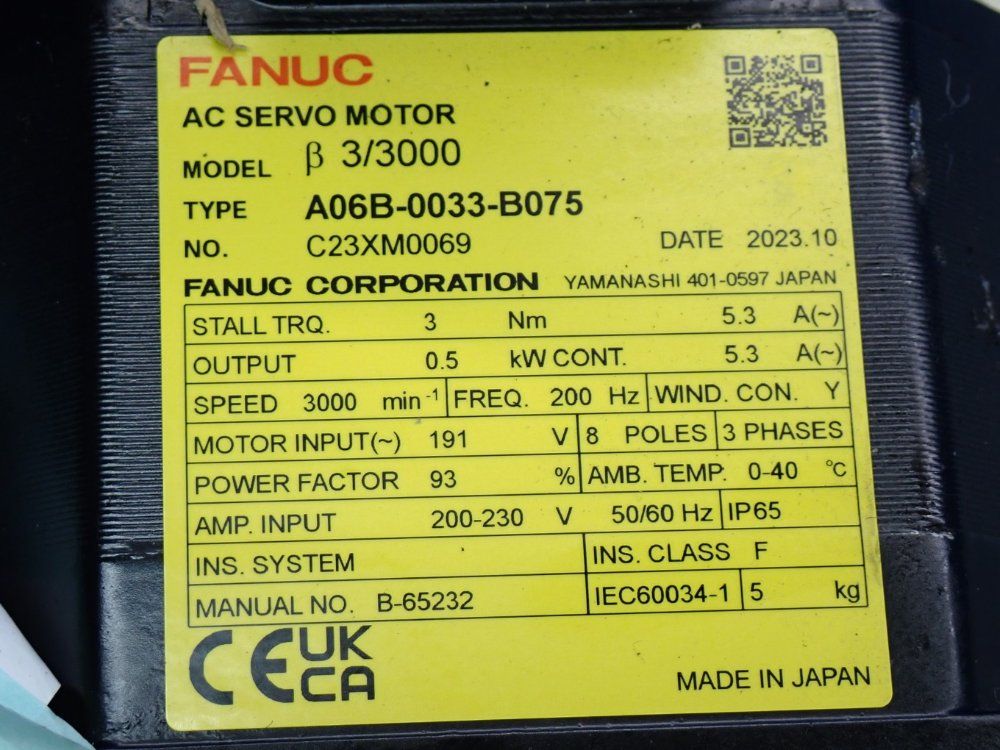 FANUC
AC SERVO MOTOR
MODEL β 3/3000
TYPE A06B-0033-B075
NO. C23XM0069 DATE 2023.10
FANUC CORPORATION YAMANASHI 401-0597 JAPAN
STALL TRQ. 3 Nm 5.3 A(~)
OUTPUT 0.5 kW CONT. 5.3 A(~)
SPEED 3000 min⁻¹ FREQ. 200 Hz WIND. CON. Y
MOTOR INPUT(~) 191 V 8 POLES 3 PHASES
POWER FACTOR 93 % AMB. TEMP. 0-40 ℃
AMP. INPUT 200-230 V 50/60 Hz IP65
INS. SYSTEM INS. CLASS F
MANUAL NO. B-65232 IEC60034-1 5 kg
CE UK
CA
MADE IN JAPAN